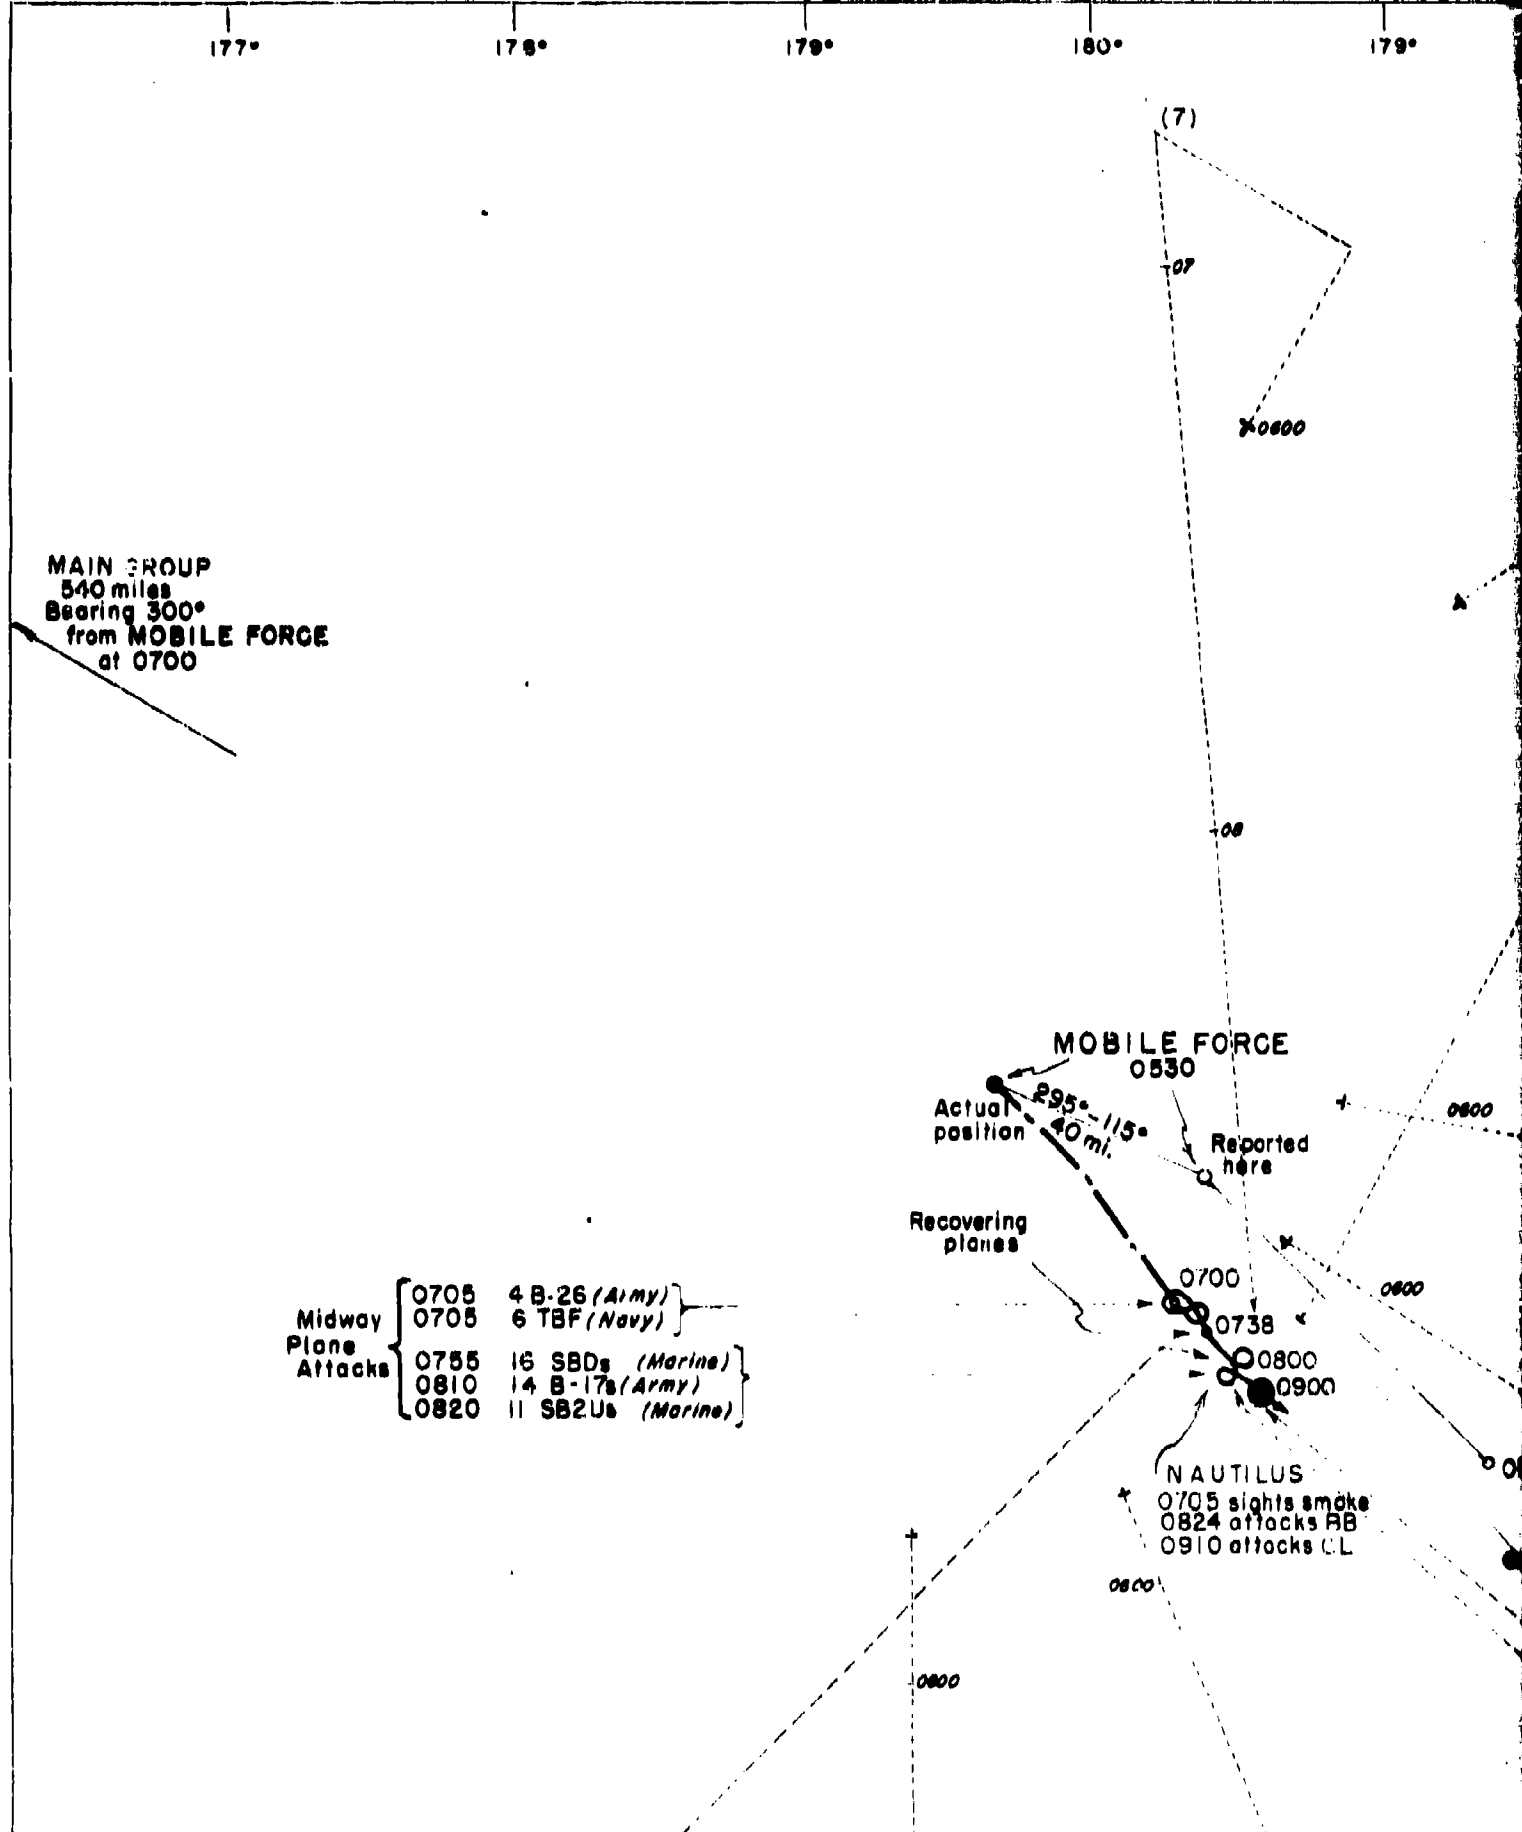 177°
178°
179°
180°
179°
(7)
07
0600
MAIN GROUP
540 miles
Bearing 300°
from MOBILE FORCE
at 0700
08
MOBILE FORCE
0530
Actual
position
295°-115°
40 mi.
Reported
here
0600
Recovering
planes
0700
0738
0800
0900
0600
Midway
Plane
Attacks
0705 4 B-26 (Army)
0705 6 TBF (Navy)
0755 16 SBDs (Marine)
0810 14 B-17s (Army)
0820 11 SB2Us (Marine)
NAUTILUS
0705 sights smoke
0824 attacks BB
0910 attacks CL
0600
0600